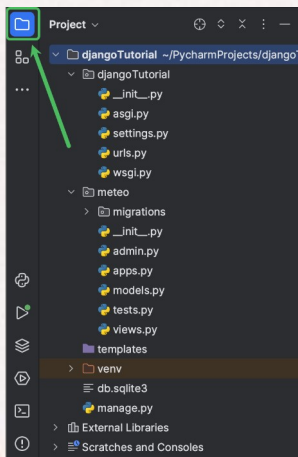 Project
djangoTutorial ~/PycharmProjects/django
djangoTutorial
__init__.py
asgi.py
settings.py
urls.py
wsgi.py
meteo
migrations
__init__.py
admin.py
apps.py
models.py
tests.py
views.py
templates
venv
db.sqlite3
manage.py
External Libraries
Scratches and Consoles